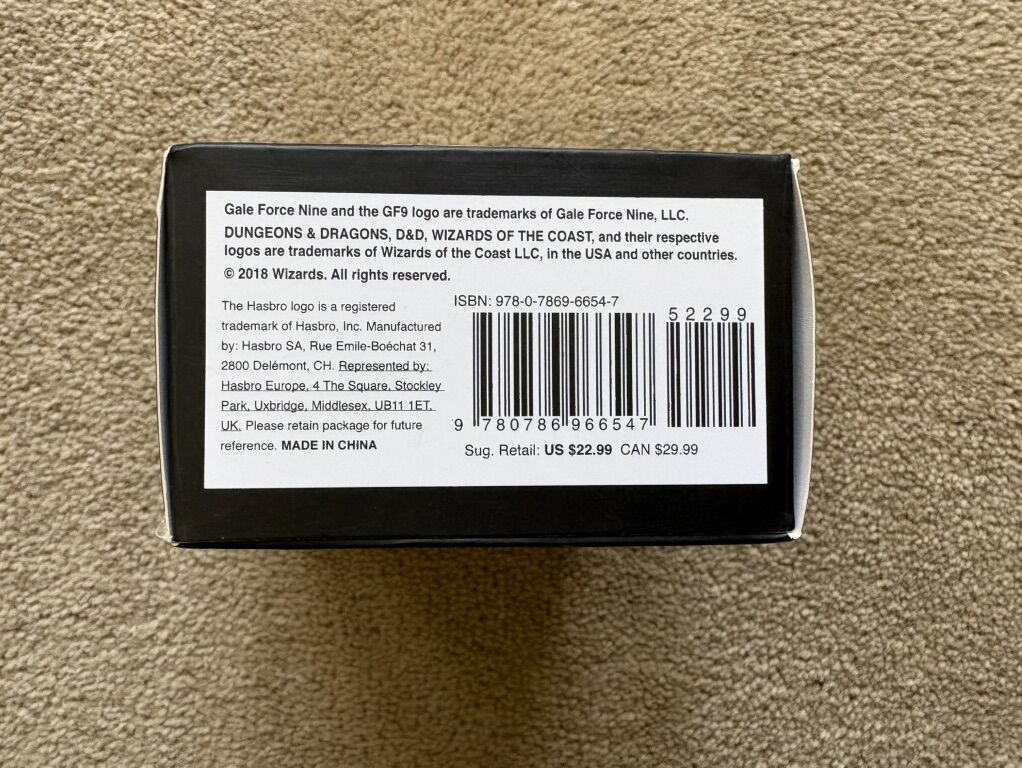 Gale Force Nine and the GF9 logo are trademarks of Gale Force Nine, LLC.
DUNGEONS & DRAGONS, D&D, WIZARDS OF THE COAST, and their respective
logos are trademarks of Wizards of the Coast LLC, in the USA and other countries.
© 2018 Wizards. All rights reserved.
The Hasbro logo is a registered
trademark of Hasbro, Inc. Manufactured
by: Hasbro SA, Rue Emile-Boéchat 31,
2800 Delémont, CH. Represented by:
Hasbro Europe, 4 The Square, Stockley
Park, Uxbridge, Middlesex, UB11 1ET,
UK. Please retain package for future
reference. MADE IN CHINA
ISBN: 978-0-7869-6654-7
52299
9 780786 966547
Sug. Retail: US $22.99 CAN $29.99